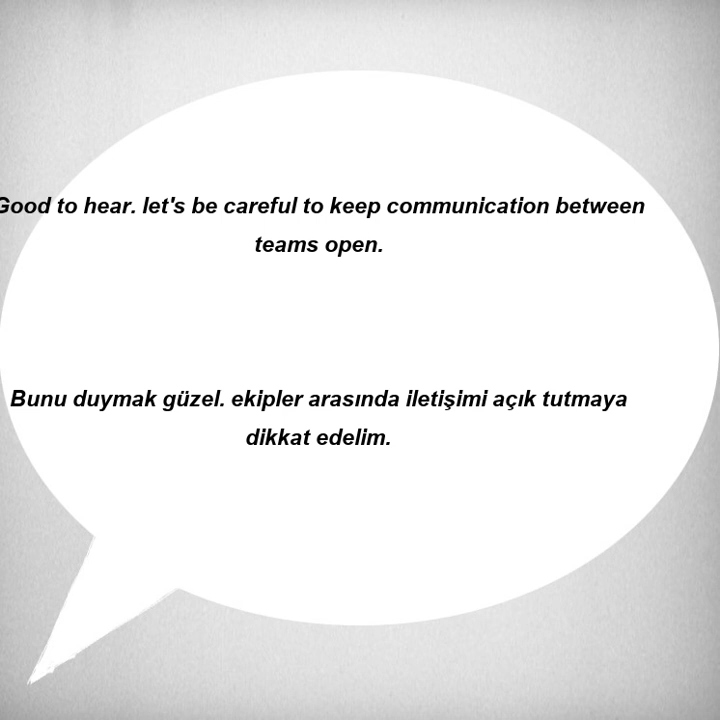 Good to hear. let's be careful to keep communication between
teams open.
Bunu duymak güzel. ekipler arasında iletişimi açık tutmaya
dikkat edelim.